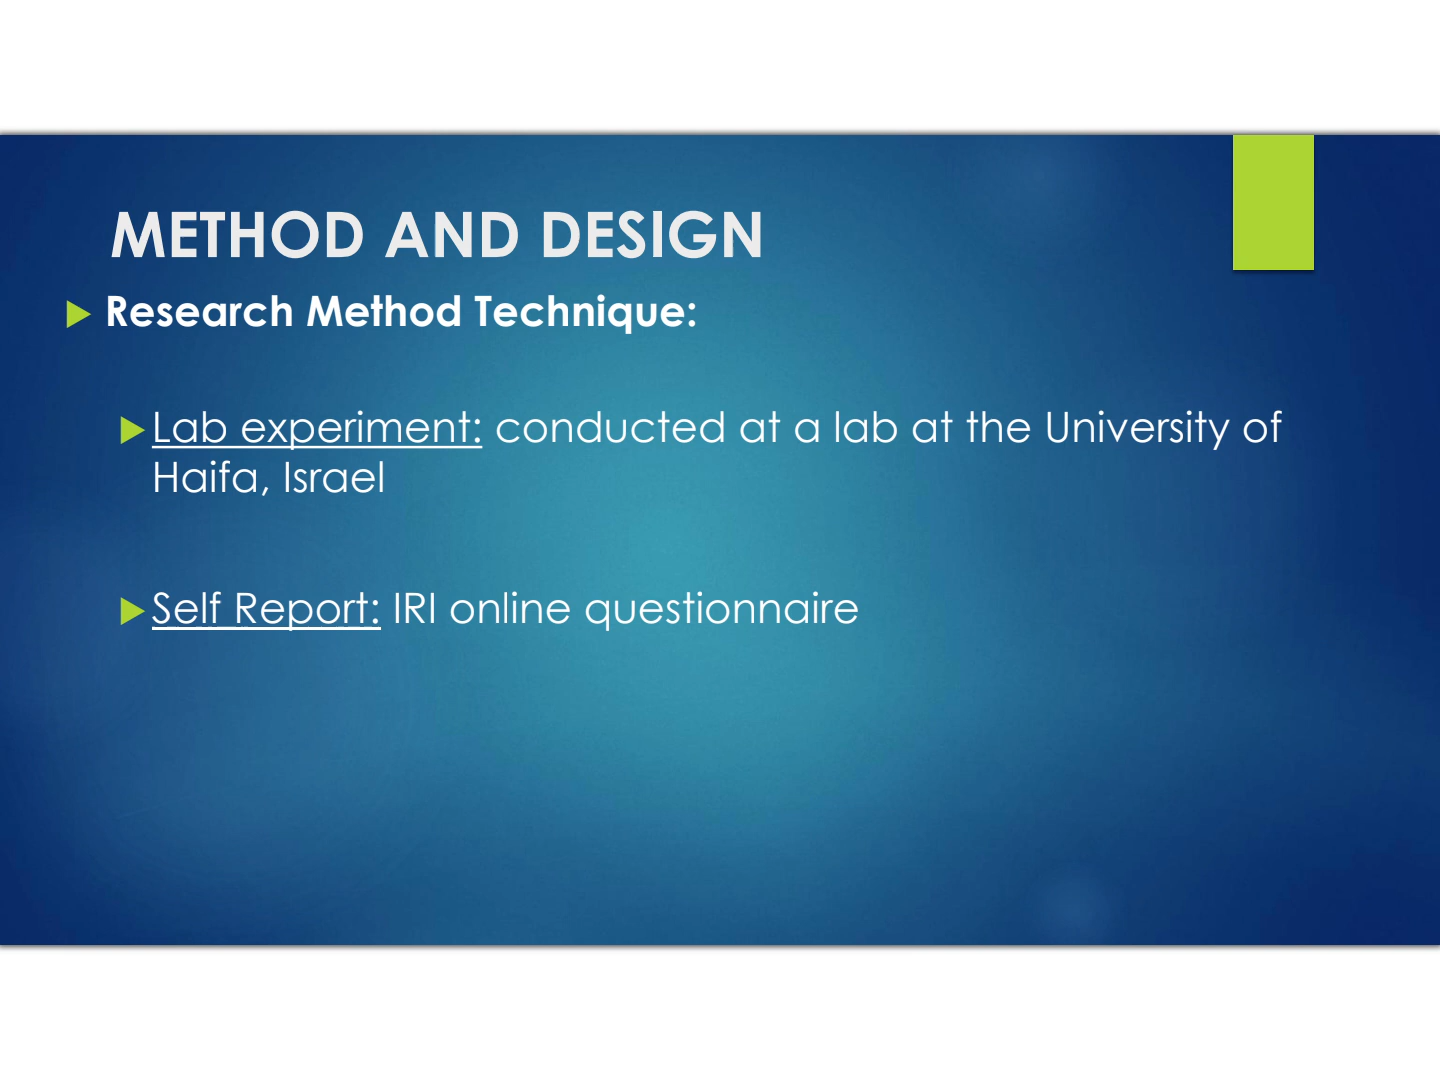 METHOD AND DESIGN
Research Method Technique:
Lab experiment: conducted at a lab at the University of
Haifa, Israel
Self Report: IRI online questionnaire